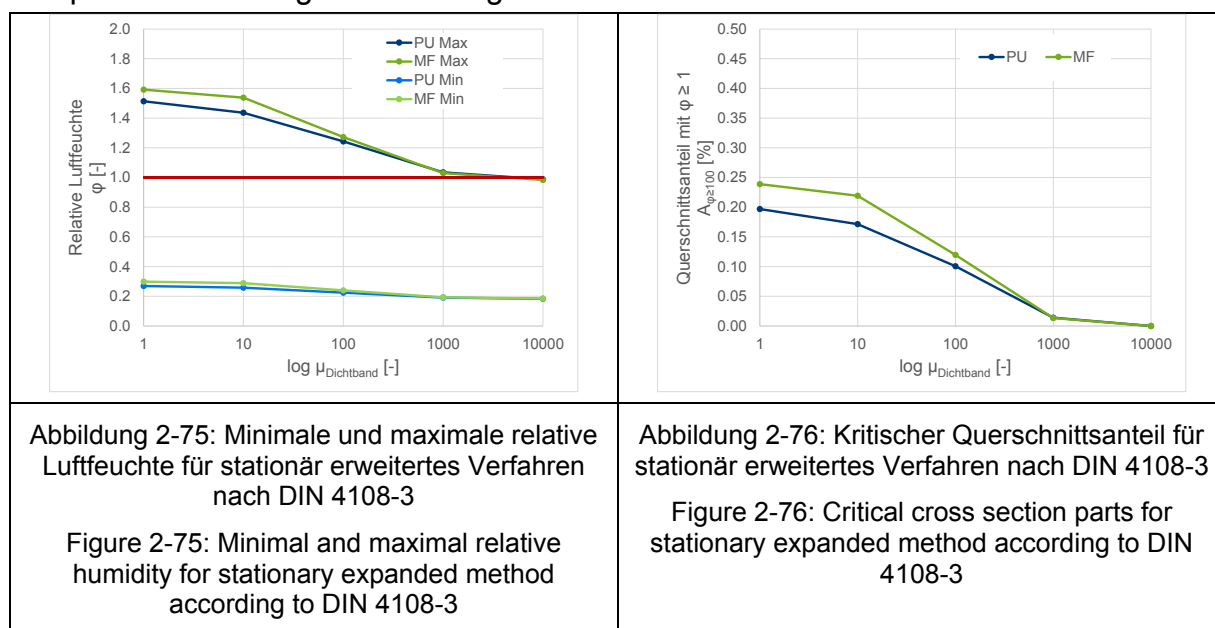 2.0
1.8
1.6
1.4
1.2
1.0
0.8
0.6
0.4
0.2
0.0
Relative Luftfeuchte
φ [-]
PU Max
MF Max
PU Min
MF Min
1 10 100 1000 10000
log μDichtband [-]
0.50
0.45
0.40
0.35
0.30
0.25
0.20
0.15
0.10
0.05
0.00
Querschnittsanteil mit φ ≥ 1
Aφ≥100 [%]
PU MF
1 10 100 1000 10000
log μDichtband [-]
Abbildung 2-75: Minimale und maximale relative
Luftfeuchte für stationär erweitertes Verfahren
nach DIN 4108-3
Figure 2-75: Minimal and maximal relative
humidity for stationary expanded method
according to DIN 4108-3
Abbildung 2-76: Kritischer Querschnittsanteil für
stationär erweitertes Verfahren nach DIN 4108-3
Figure 2-76: Critical cross section parts for
stationary expanded method according to DIN
4108-3